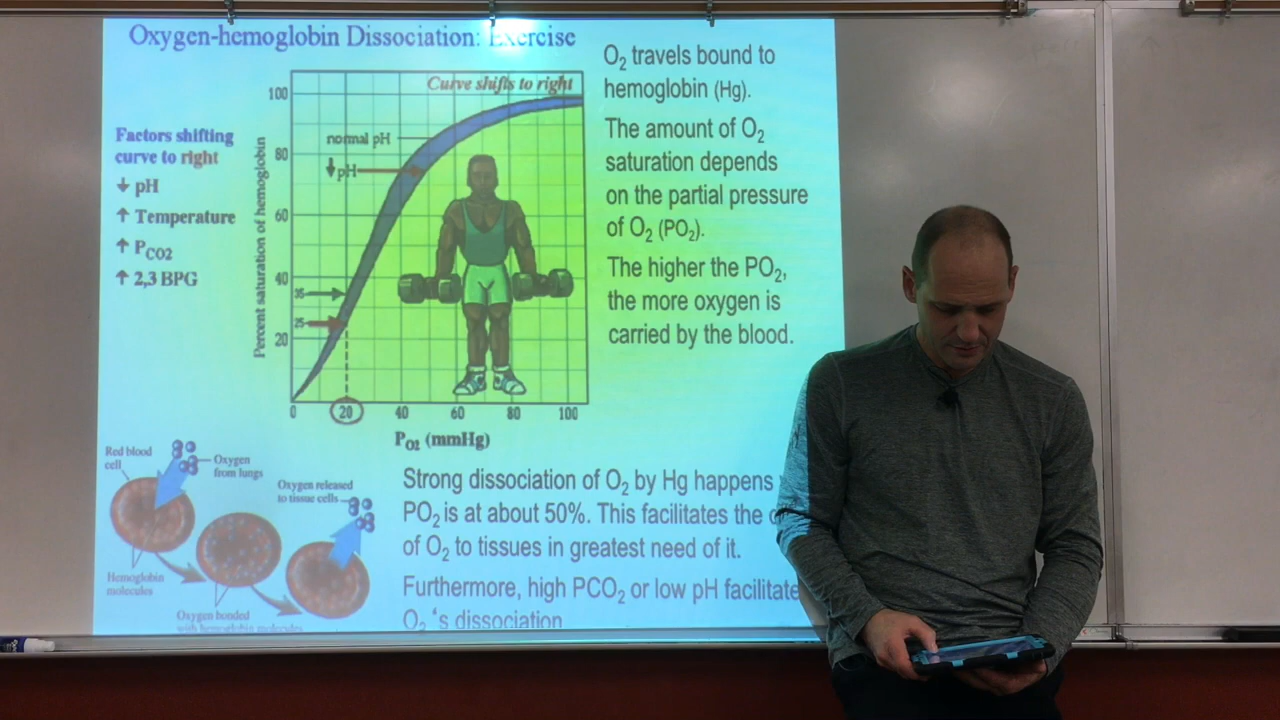 Oxygen-hemoglobin Dissociation: Exercise
Factors shifting
curve to right
↓ pH
↑ Temperature
↑ PCO2
↑ 2,3 BPG
Curve shifts to right
Percent saturation of hemoglobin
100
80
60
40
35
25
20
normal pH
↓ pH
0
20
40
60
80
100
PO2 (mmHg)
O2 travels bound to
hemoglobin (Hg).
The amount of O2
saturation depends
on the partial pressure
of O2 (PO2).
The higher the PO2,
the more oxygen is
carried by the blood.
Red blood
cell
Oxygen
from lungs
Oxygen released
to tissue cells
Hemoglobin
molecules
Oxygen bonded
with hemoglobin molecules
Strong dissociation of O2 by Hg happens
PO2 is at about 50%. This facilitates the
of O2 to tissues in greatest need of it.
Furthermore, high PCO2 or low pH facilitate
O2 ‘s dissociation